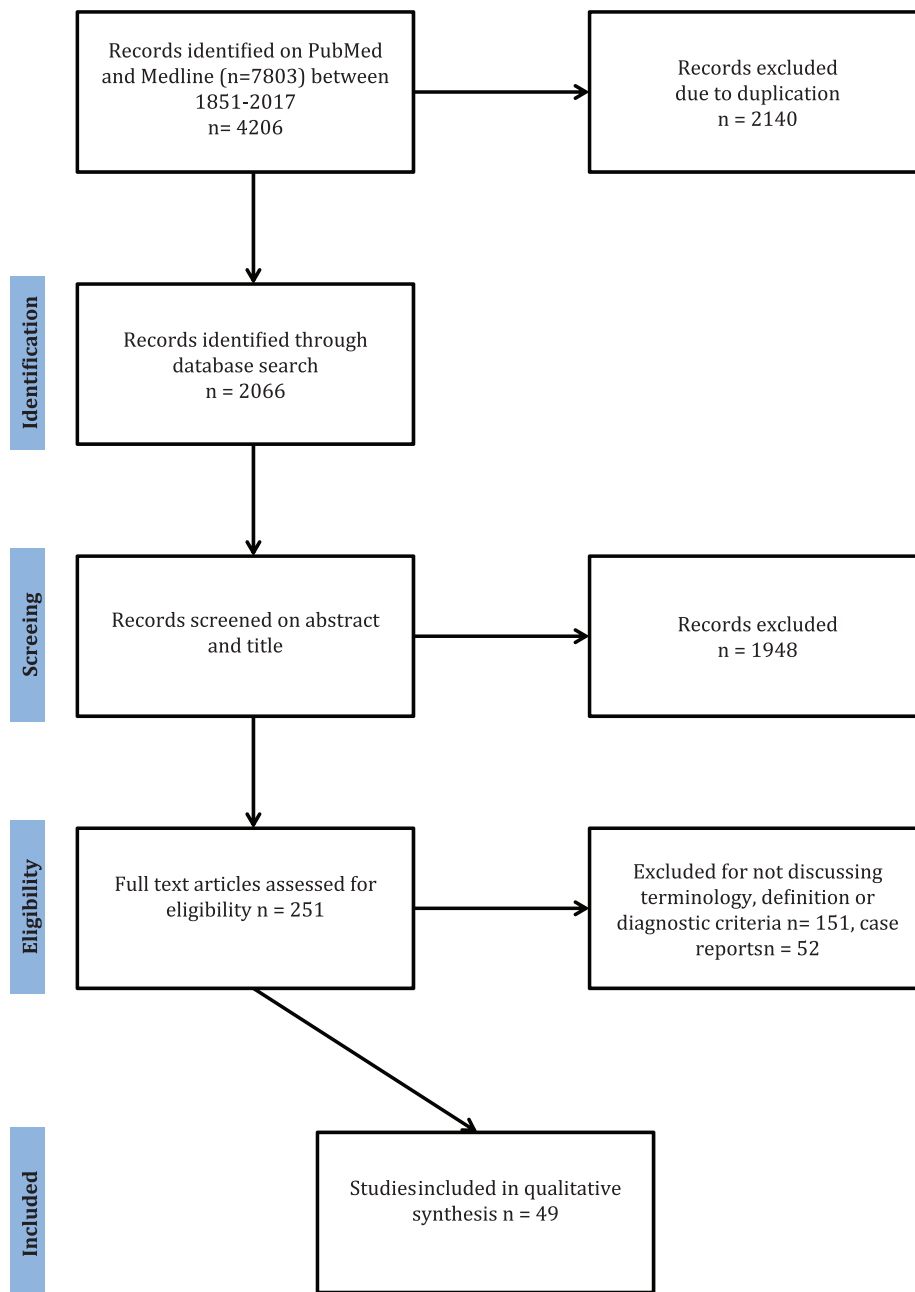 Records identified on PubMed
and Medline (n=7803) between
1851-2017
n= 4206
Records excluded
due to duplication
n = 2140
Identification
Records identified through
database search
n = 2066
Screeing
Records screened on abstract
and title
Records excluded
n = 1948
Eligibility
Full text articles assessed for
eligibility n = 251
Excluded for not discussing
terminology, definition or
diagnostic criteria n= 151, case
reportsn = 52
Included
Studiesincluded in qualitative
synthesis n = 49